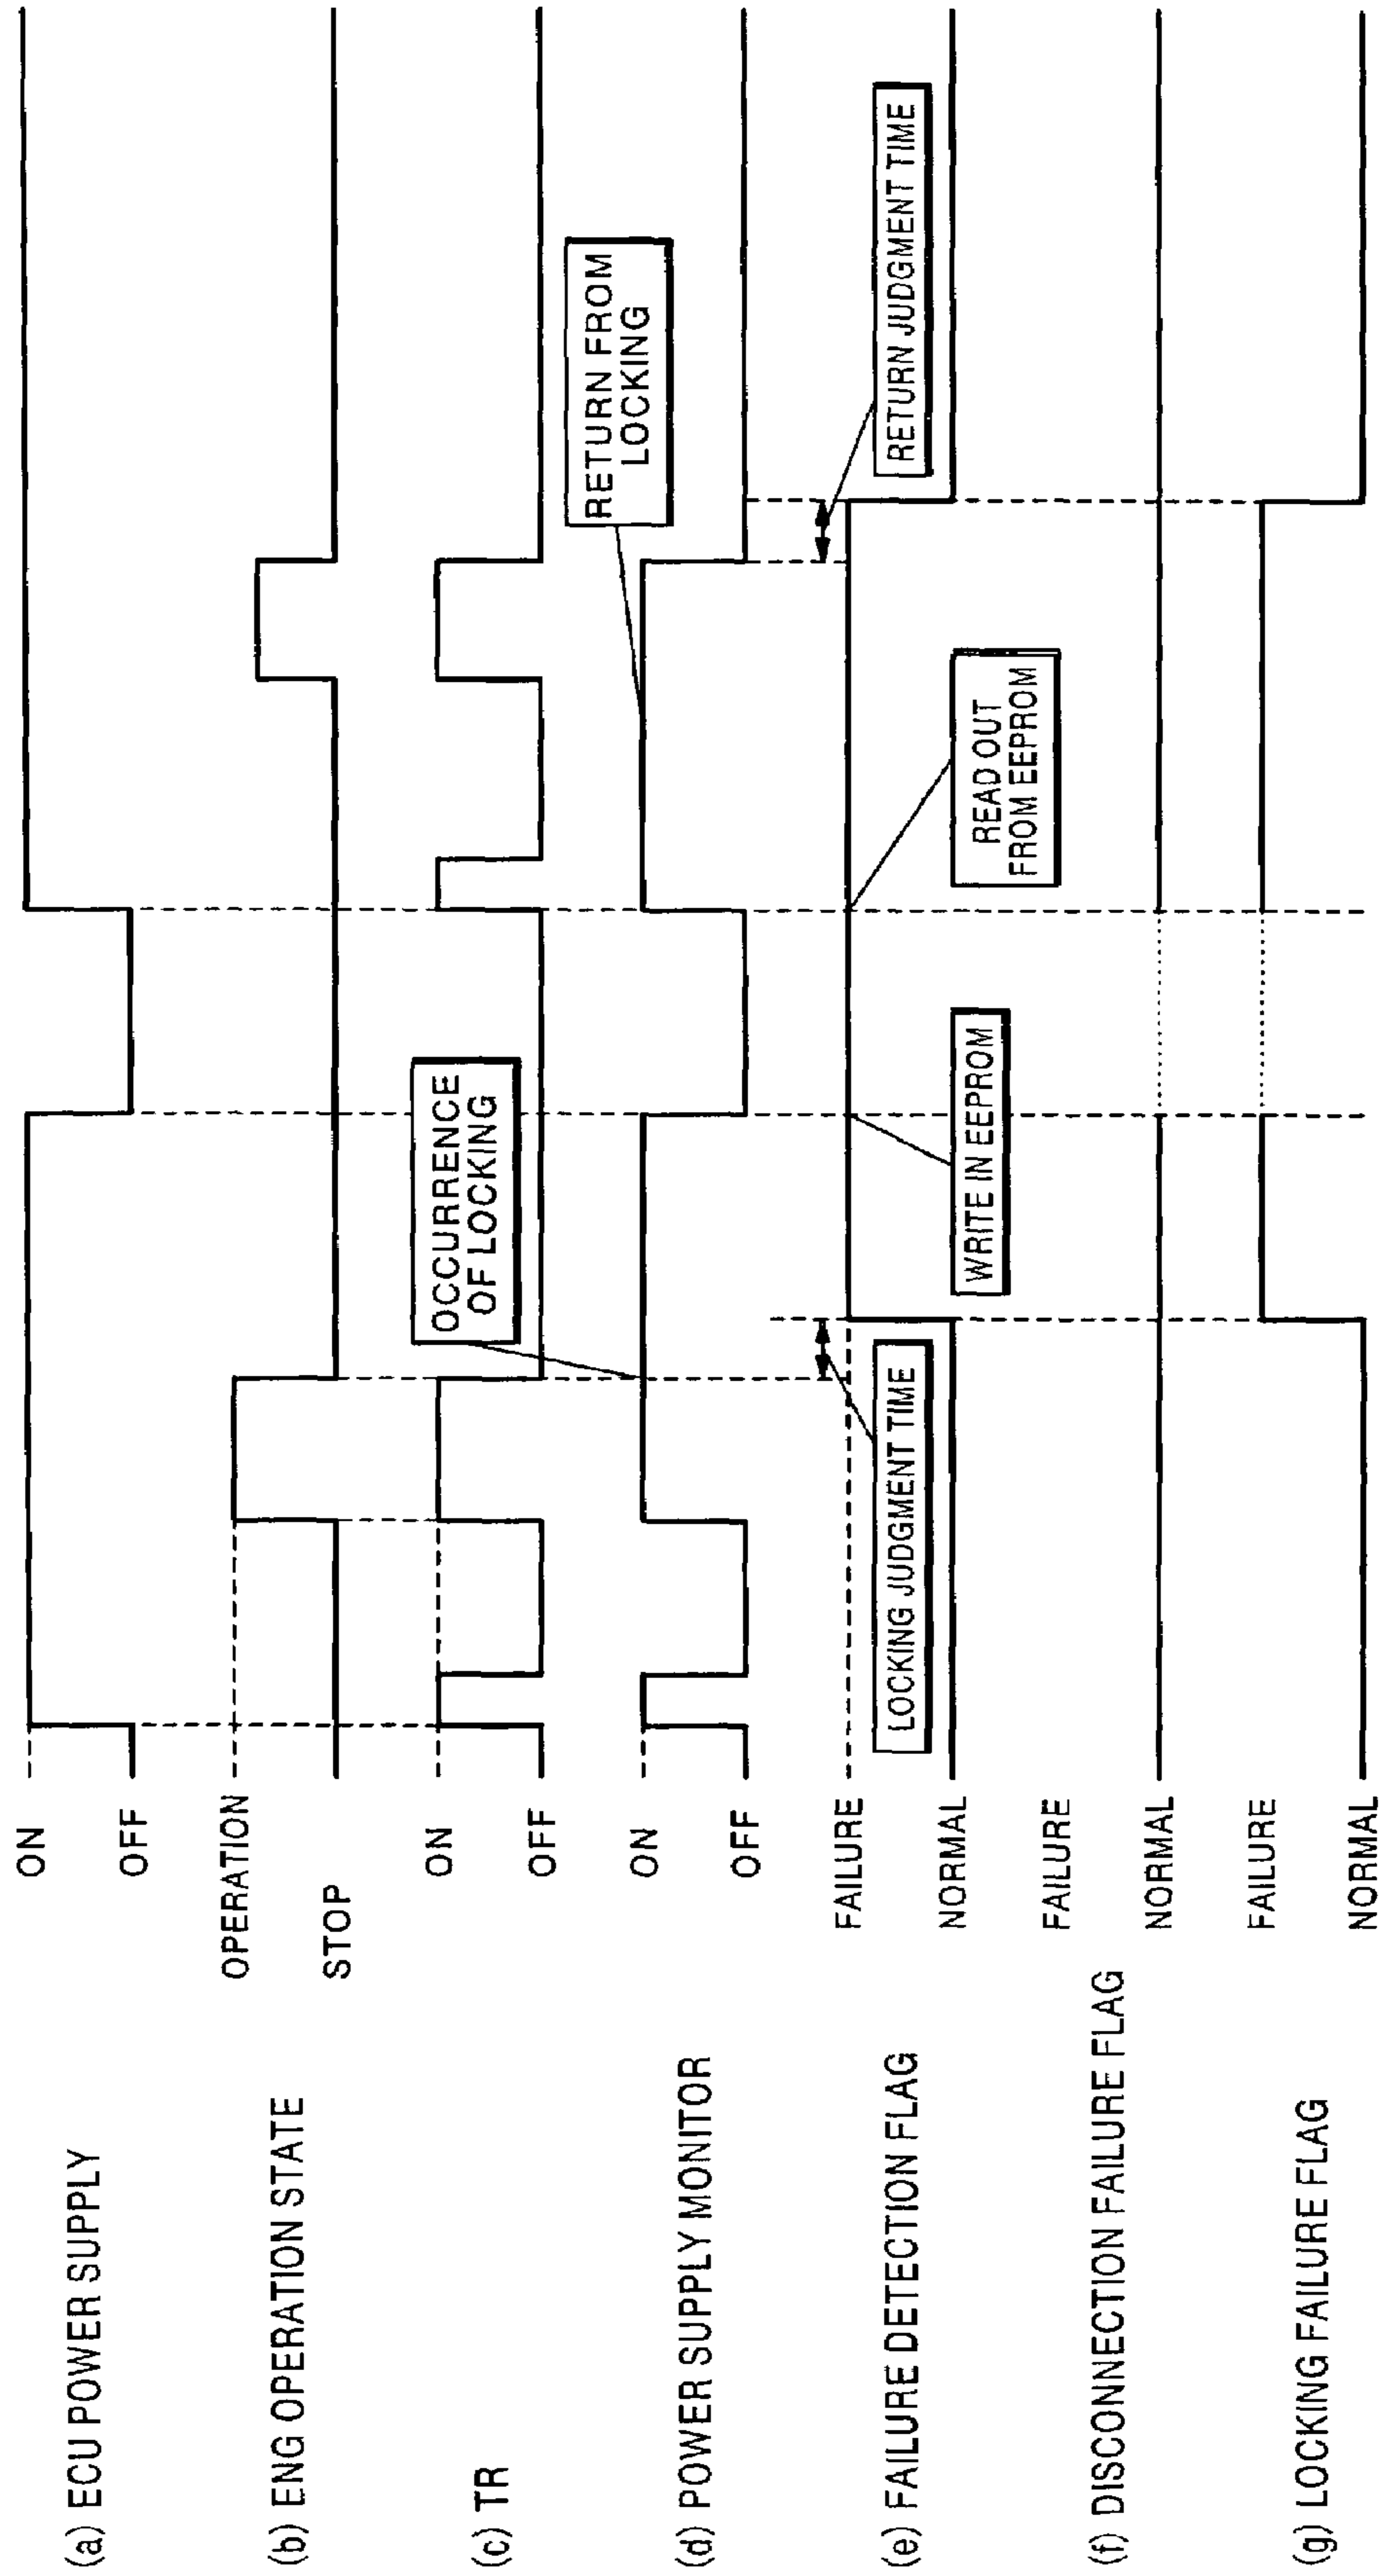 (a) ECU POWER SUPPLY
ON
OFF
(b) ENG OPERATION STATE
OPERATION
STOP
(c) TR
ON
OFF
OCCURRENCE
OF LOCKING
RETURN FROM
LOCKING
(d) POWER SUPPLY MONITOR
ON
OFF
(e) FAILURE DETECTION FLAG
FAILURE
NORMAL
LOCKING JUDGMENT TIME
WRITE IN EEPROM
READ OUT
FROM EEPROM
RETURN JUDGMENT TIME
(f) DISCONNECTION FAILURE FLAG
FAILURE
NORMAL
(g) LOCKING FAILURE FLAG
FAILURE
NORMAL